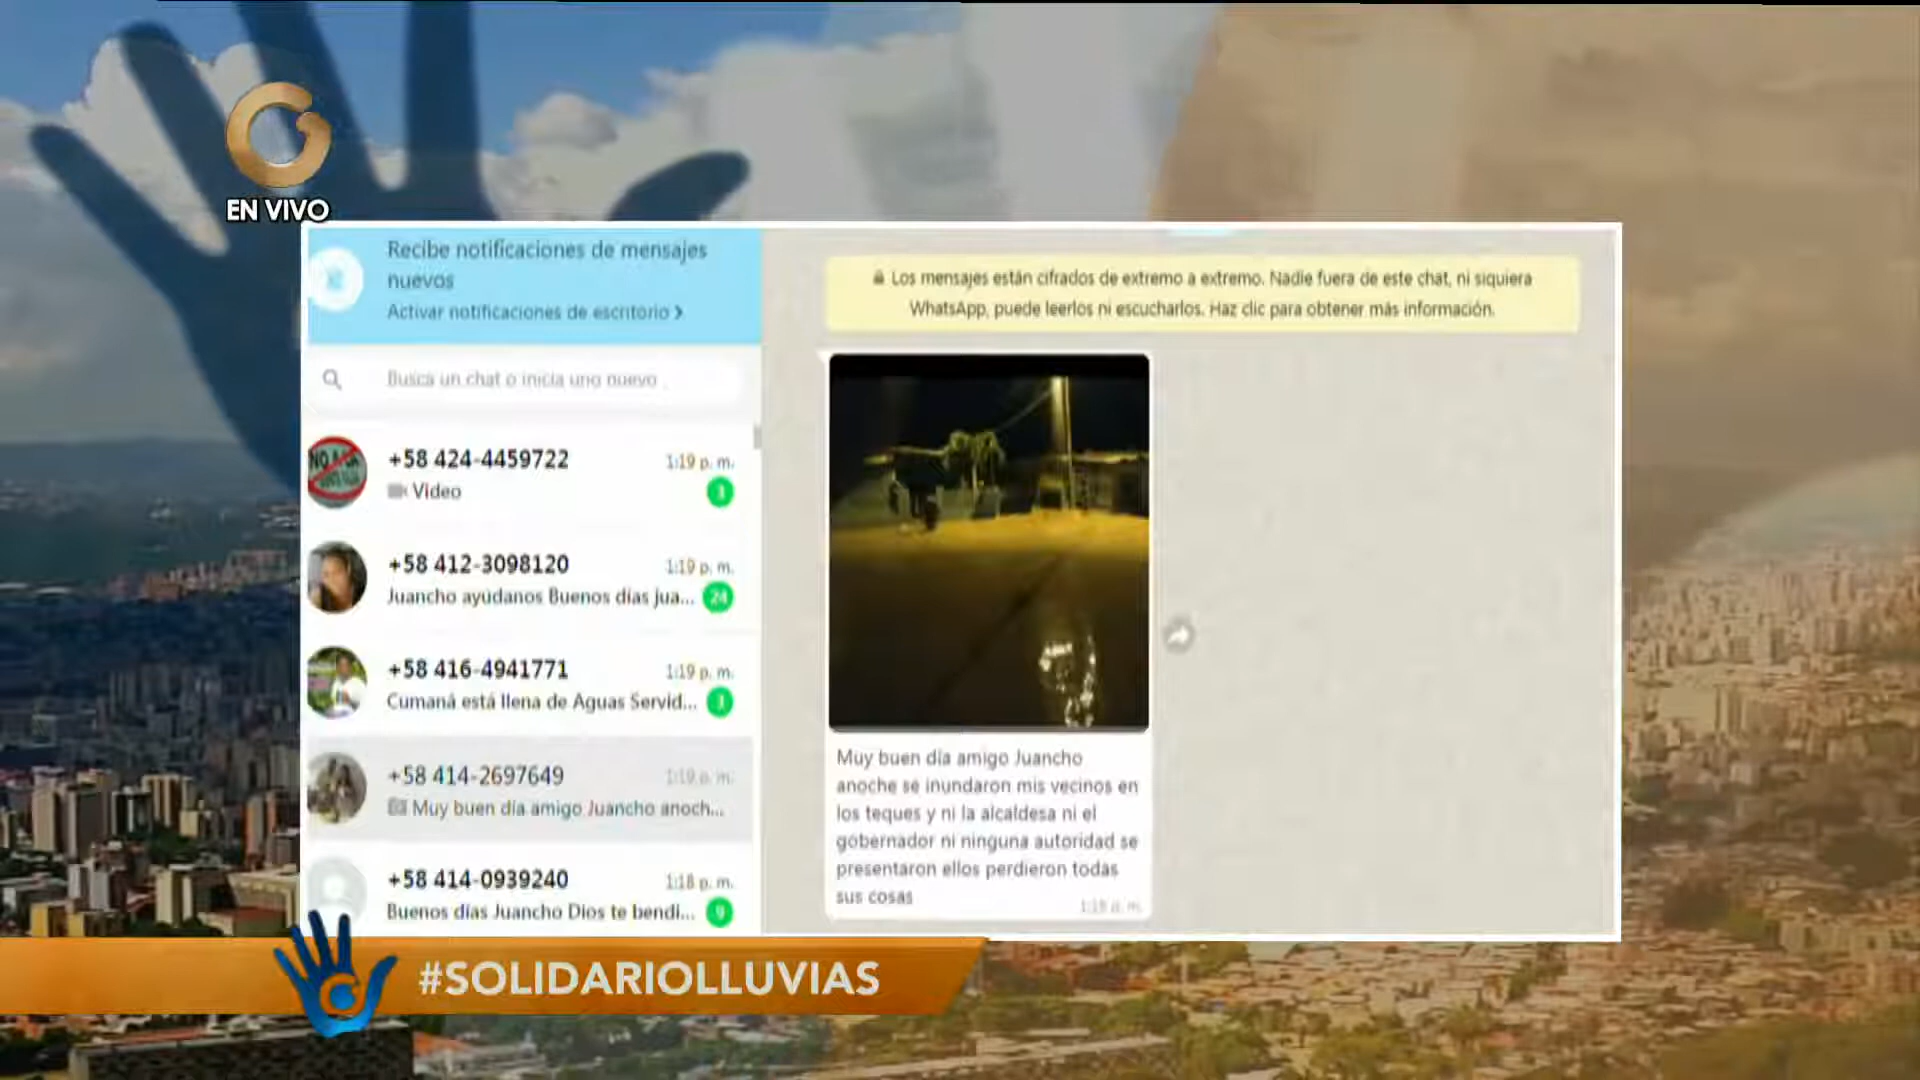 EN VIVO
Recibe notificaciones de mensajes
nuevos
Activar notificaciones de escritorio >
Busca un chat o inicia uno nuevo
+58 424-4459722
1:19 p. m.
Video
+58 412-3098120
1:19 p. m.
Juancho ayúdanos Buenos días jua...
24
+58 416-4941771
1:19 p. m.
Cumaná está llena de Aguas Servid...
+58 414-2697649
1:19 p. m.
Muy buen día amigo Juancho anoch...
+58 414-0939240
1:18 p. m.
Buenos días Juancho Dios te bendi...
9
Los mensajes están cifrados de extremo a extremo. Nadie fuera de este chat, ni siquiera
WhatsApp, puede leerlos ni escucharlos. Haz clic para obtener más información.
Muy buen día amigo Juancho
anoche se inundaron mis vecinos en
los teques y ni la alcaldesa ni el
gobernador ni ninguna autoridad se
presentaron ellos perdieron todas
sus cosas
#SOLIDARIOLLUVIAS